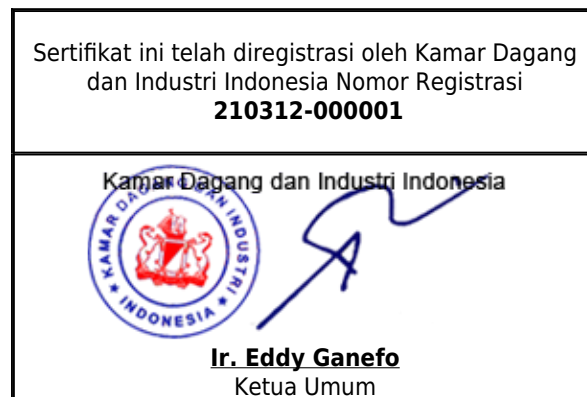 Sertifikat ini telah diregistrasi oleh Kamar Dagang
dan Industri Indonesia Nomor Registrasi
210312-000001
Kamar Dagang dan Industri Indonesia
KAMAR DAGANG DAN INDUSTRI
★ INDONESIA ★
Ir. Eddy Ganefo
Ketua Umum